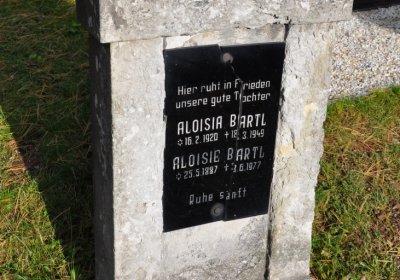 Hier ruht in Frieden
unsere gute Tochter
ALOISIA BARTL
✩ 16.2.1920 ✝ 18.3.1949
ALOISIE BARTL
✩ 25.5.1887 ✝ .6.1977
Ruhe sanft